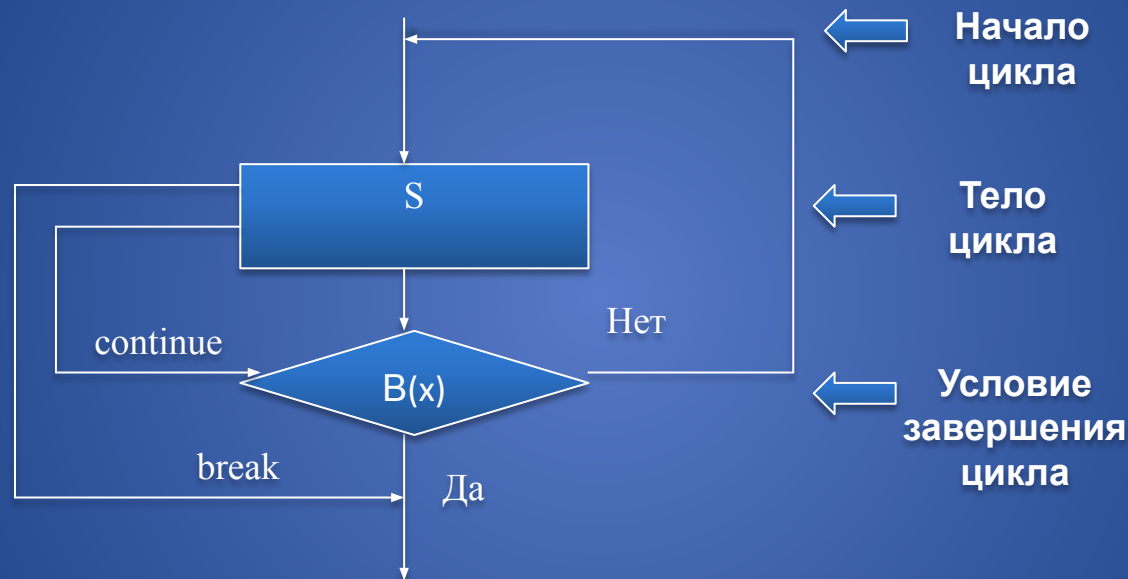 Начало
цикла
S
Тело
цикла
Нет
continue
B(x)
Условие
завершения
цикла
break
Да